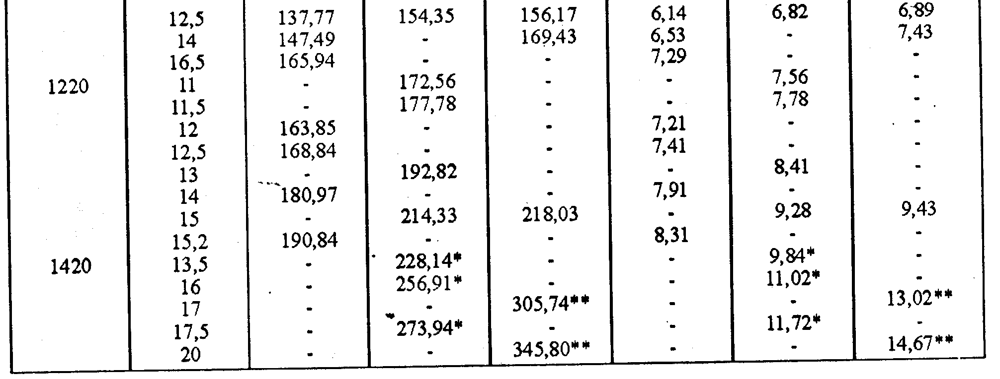 12,5 137,77 154,35 156,17 6,14 6,82 6,89
14 147,49 - 169,43 6,53 - 7,43
16,5 165,94 - - 7,29 - -
1220 11 - 172,56 - - 7,56 -
11,5 - 177,78 - - 7,78 -
12 163,85 - - 7,21 - -
12,5 168,84 - - 7,41 - -
13 - 192,82 - - 8,41 -
14 180,97 - - 7,91 - -
15 - 214,33 218,03 - 9,28 9,43
15,2 190,84 - - 8,31 - -
1420 13,5 - 228,14* - - 9,84* -
16 - 256,91* - - 11,02* -
17 - - 305,74** - - 13,02**
17,5 - 273,94* - - 11,72* -
20 - - 345,80** - - 14,67**